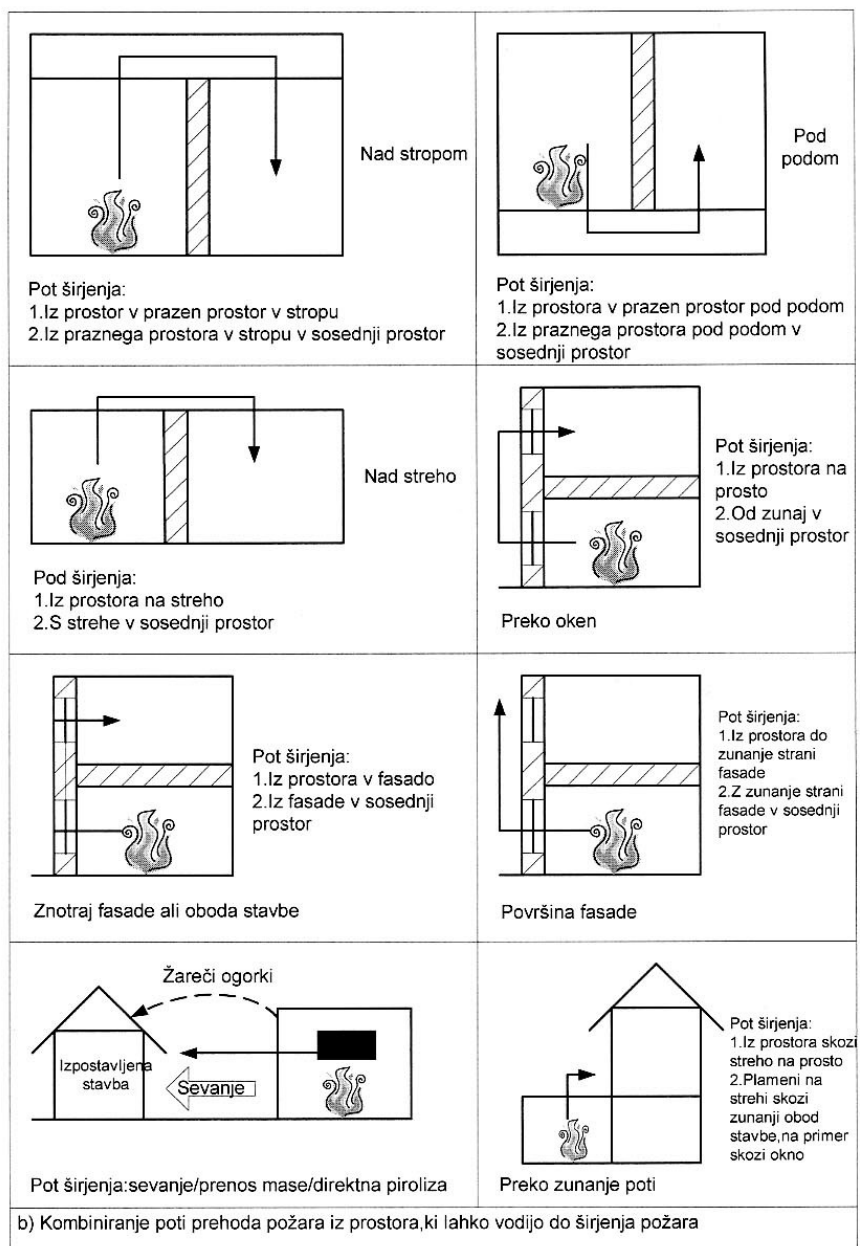 Nad stropom
Pot širjenja:
1.Iz prostor v prazen prostor v stropu
2.Iz praznega prostora v stropu v sosednji prostor
Pod
podom
Pot širjenja:
1.Iz prostora v prazen prostor pod podom
2.Iz praznega prostora pod podom v
sosednji prostor
Nad streho
Pod širjenja:
1.Iz prostora na streho
2.S strehe v sosednji prostor
Pot širjenja:
1.Iz prostora na
prosto
2.Od zunaj v
sosednji prostor
Preko oken
Pot širjenja:
1.Iz prostora v fasado
2.Iz fasade v sosednji
prostor
Znotraj fasade ali oboda stavbe
Pot širjenja:
1.Iz prostora do
zunanje strani
fasade
2.Z zunanje strani
fasade v sosednji
prostor
Površina fasade
Žareči ogorki
Izpostavljena
stavba
Sevanje
Pot širjenja:sevanje/prenos mase/direktna piroliza
Pot širjenja:
1.Iz prostora skozi
streho na prosto
2.Plameni na
strehi skozi
zunanji obod
stavbe,na primer
skozi okno
Preko zunanje poti
b) Kombiniranje poti prehoda požara iz prostora,ki lahko vodijo do širjenja požara